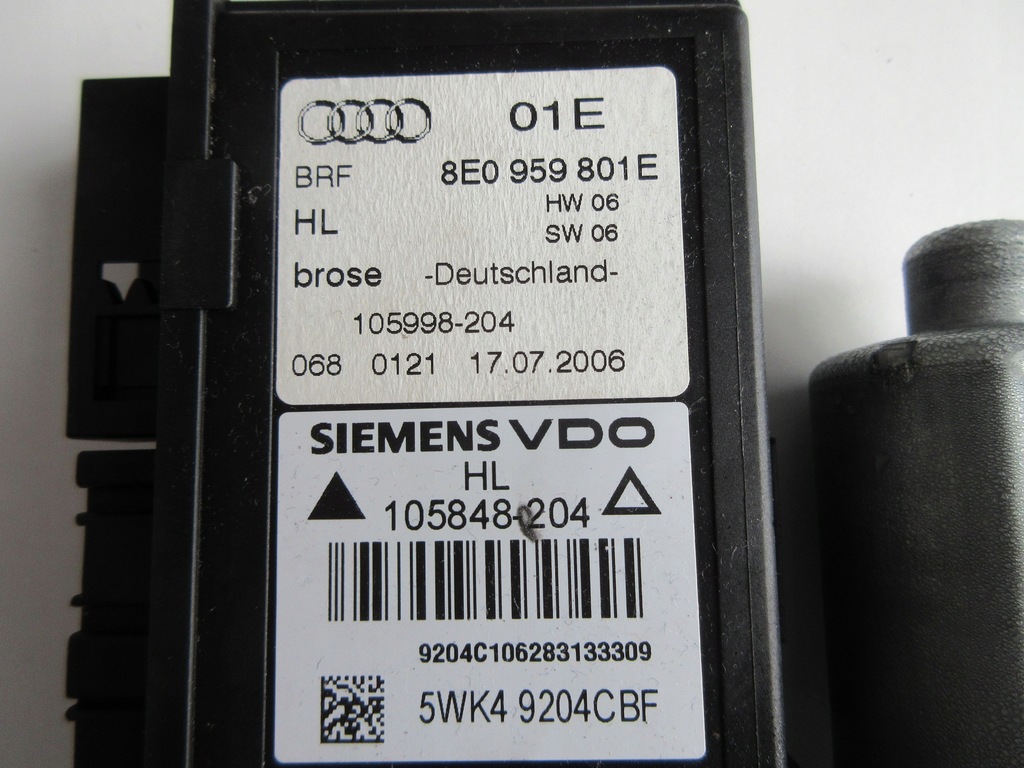 01E
BRF 8E0 959 801E
HL HW 06
SW 06
brose -Deutschland-
105998-204
068 0121 17.07.2006
SIEMENS VDO
HL
105848-204
9204C106283133309
5WK4 9204CBF